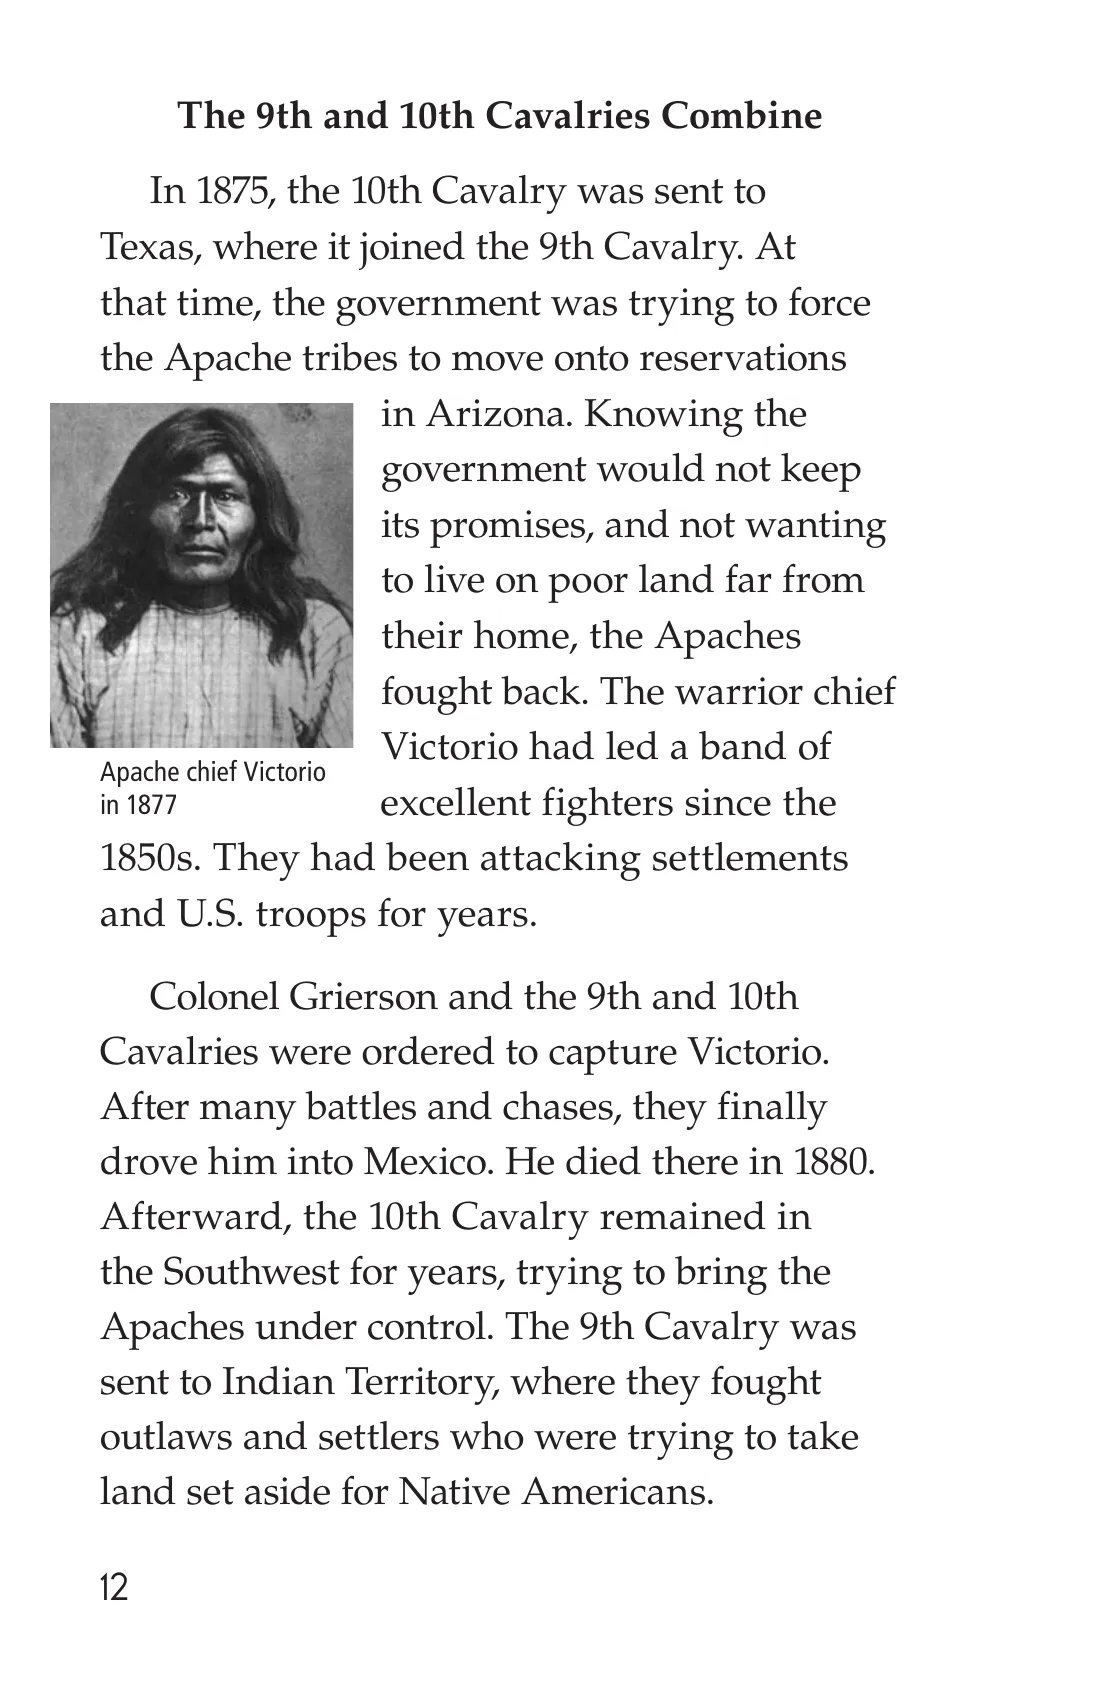 The 9th and 10th Cavalries Combine
In 1875, the 10th Cavalry was sent to
Texas, where it joined the 9th Cavalry. At
that time, the government was trying to force
the Apache tribes to move onto reservations
in Arizona. Knowing the
government would not keep
its promises, and not wanting
to live on poor land far from
their home, the Apaches
fought back. The warrior chief
Victorio had led a band of
excellent fighters since the
1850s. They had been attacking settlements
and U.S. troops for years.
Apache chief Victorio
in 1877
Colonel Grierson and the 9th and 10th
Cavalries were ordered to capture Victorio.
After many battles and chases, they finally
drove him into Mexico. He died there in 1880.
Afterward, the 10th Cavalry remained in
the Southwest for years, trying to bring the
Apaches under control. The 9th Cavalry was
sent to Indian Territory, where they fought
outlaws and settlers who were trying to take
land set aside for Native Americans.
12